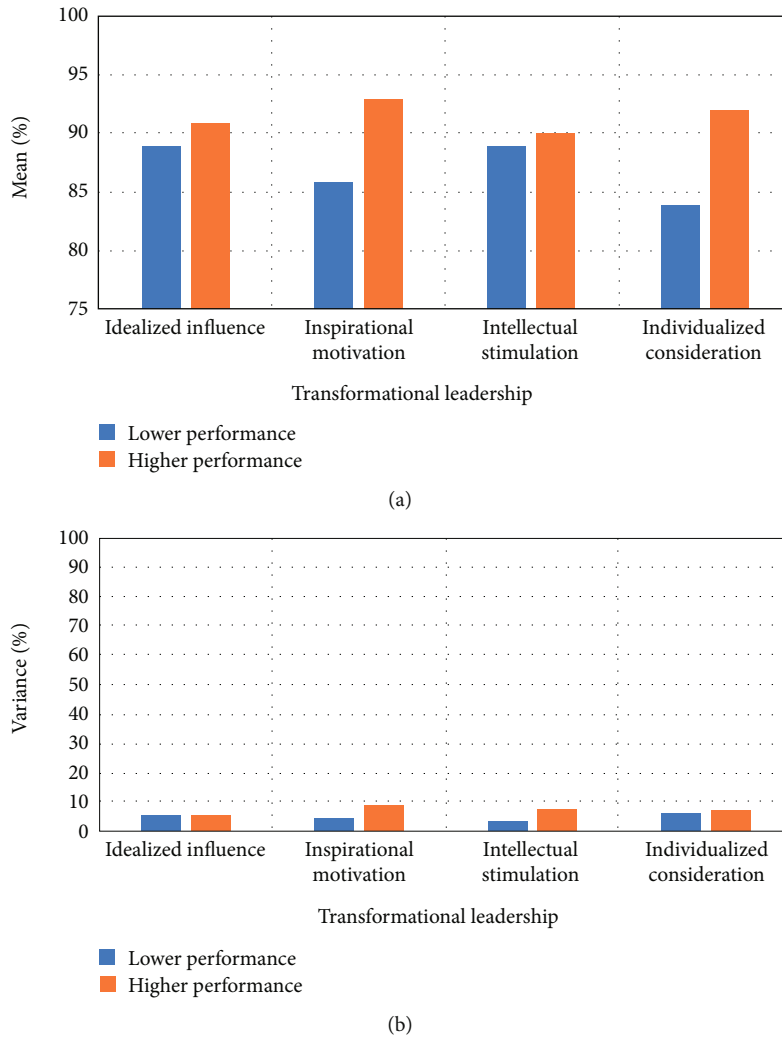 100
95
90
85
80
75
Mean (%)
Idealized influence
Inspirational
motivation
Intellectual
stimulation
Individualized
consideration
Transformational leadership
Lower performance
Higher performance
(a)
100
90
80
70
60
50
40
30
20
10
0
Variance (%)
Idealized influence
Inspirational
motivation
Intellectual
stimulation
Individualized
consideration
Transformational leadership
Lower performance
Higher performance
(b)